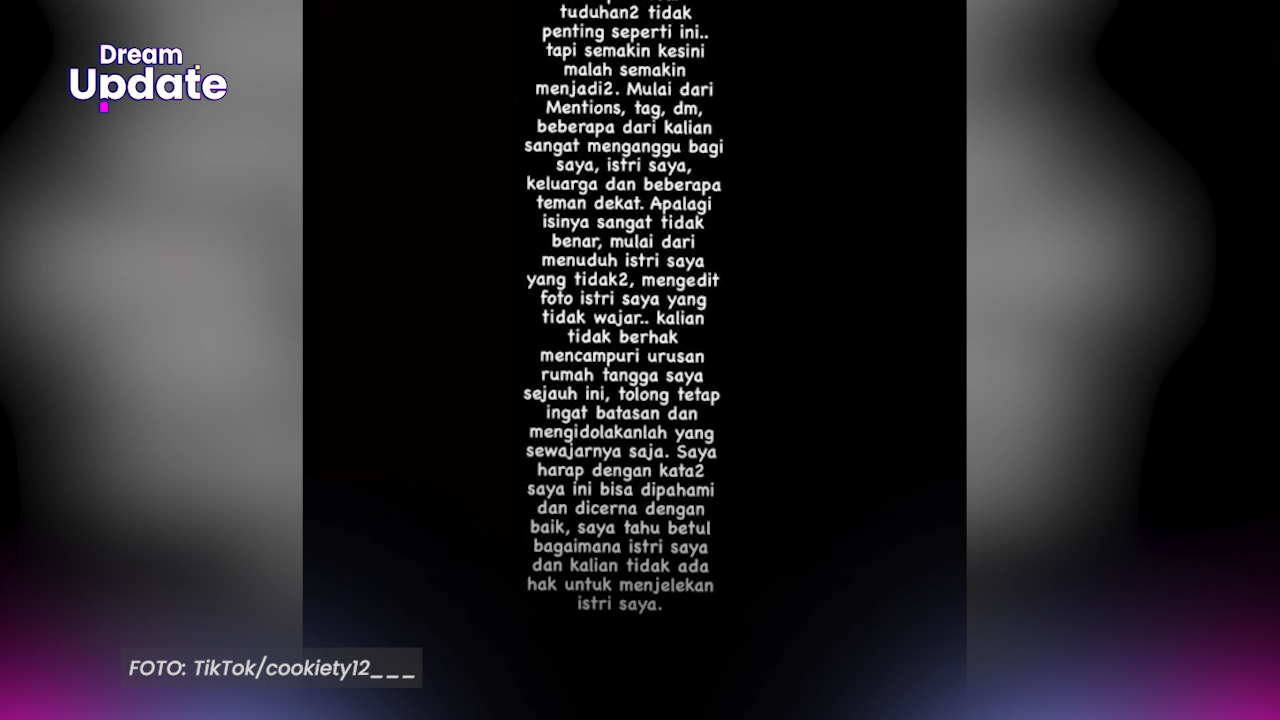 Dream
Update
tuduhan2 tidak
penting seperti ini..
tapi semakin kesini
malah semakin
menjadi2. Mulai dari
Mentions, tag, dm,
beberapa dari kalian
sangat menganggu bagi
saya, istri saya,
keluarga dan beberapa
teman dekat. Apalagi
isinya sangat tidak
benar, mulai dari
menuduh istri saya
yang tidak2, mengedit
foto istri saya yang
tidak wajar.. kalian
tidak berhak
mencampuri urusan
rumah tangga saya
sejauh ini, tolong tetap
ingat batasan dan
mengidolakanlah yang
sewajarnya saja. Saya
harap dengan kata2
saya ini bisa dipahami
dan dicerna dengan
baik, saya tahu betul
bagaimana istri saya
dan kalian tidak ada
hak untuk menjelekan
istri saya.
FOTO: TikTok/cookiety12___